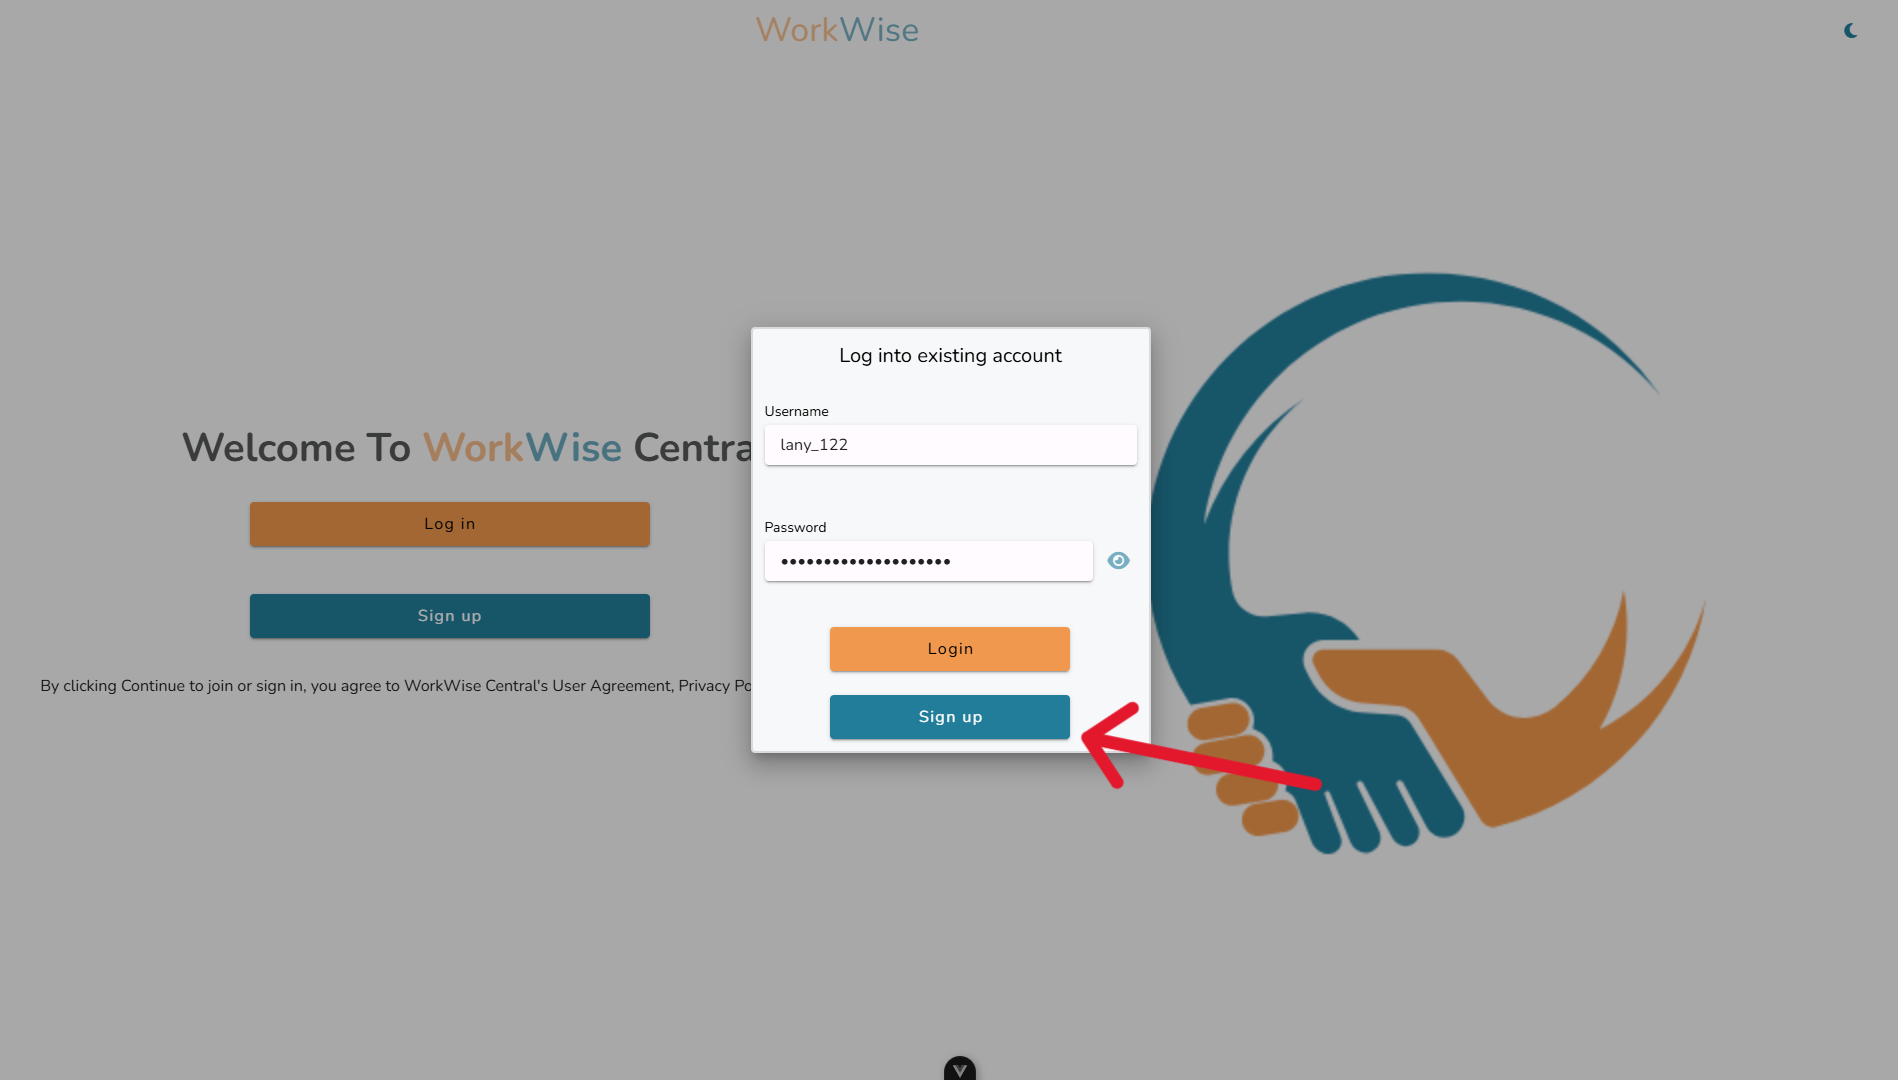 WorkWise
Welcome To WorkWise Centra
Log in
Sign up
By clicking Continue to join or sign in, you agree to WorkWise Central's User Agreement, Privacy Po
Log into existing account
Username
lany_122
Password
••••••••••••••••••••
Login
Sign up